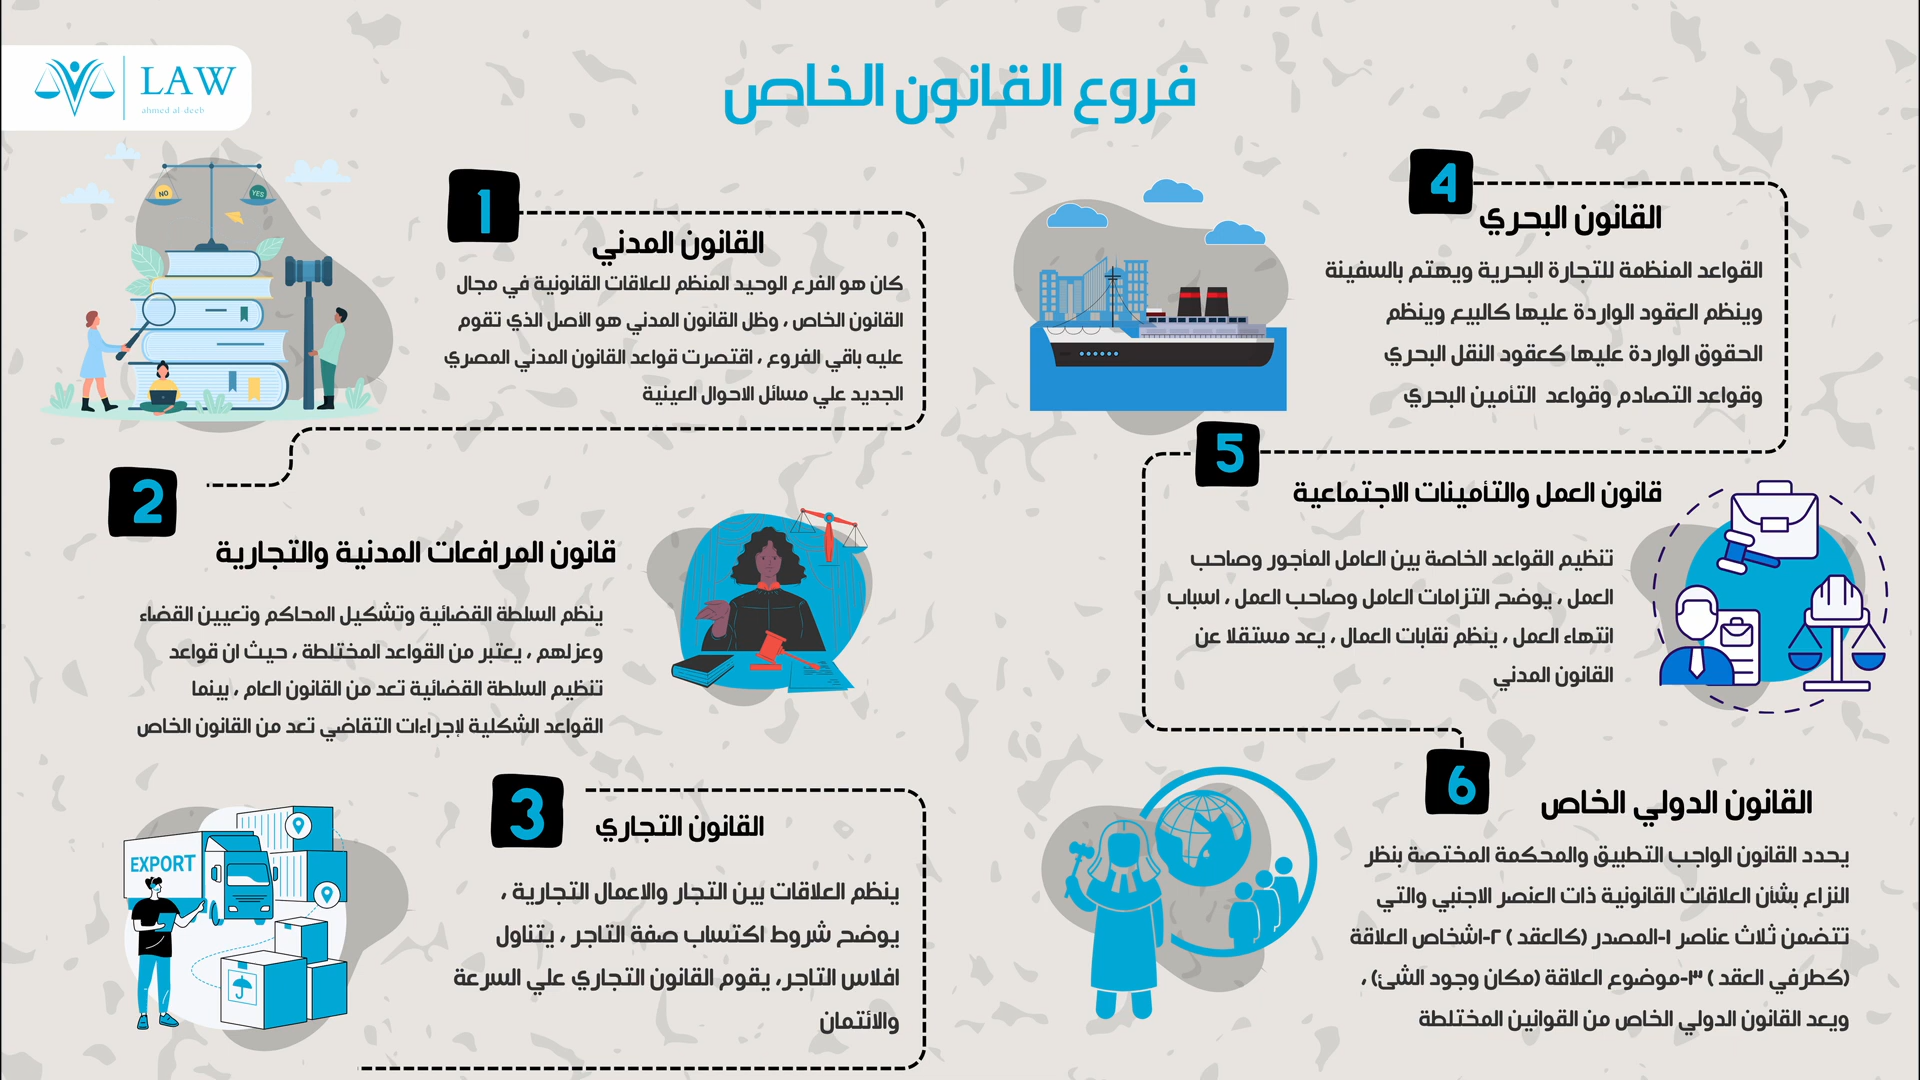 LAW
ahmed al deeb
فروع القانون الخاص
1
القانون المدني
كان هو الفرع الوحيد المنظم للعلاقات القانونية في مجال
القانون الخاص ، وظل القانون المدني هو الأصل الذي تقوم
عليه باقي الفروع ، اقتصرت قواعد القانون المدني المصري
الجديد علي مسائل الاحوال العينية
NO
YES
2
قانون المرافعات المدنية والتجارية
ينظم السلطة القضائية وتشكيل المحاكم وتعيين القضاء
وعزلهم ، يعتبر من القواعد المختلطة ، حيث ان قواعد
تنظيم السلطة القضائية تعد من القانون العام ، بينما
القواعد الشكلية لإجراءات التقاضي تعد من القانون الخاص
3
القانون التجاري
ينظم العلاقات بين التجار والاعمال التجارية ،
يوضح شروط اكتساب صفة التاجر ، يتناول
افلاس التاجر، يقوم القانون التجاري علي السرعة
والائتمان
EXPORT
4
القانون البحري
القواعد المنظمة للتجارة البحرية ويهتم بالسفينة
وينظم العقود الواردة عليها كالبيع وينظم
الحقوق الواردة عليها كعقود النقل البحري
وقواعد التصادم وقواعد التأمين البحري
5
قانون العمل والتأمينات الاجتماعية
تنظيم القواعد الخاصة بين العامل المأجور وصاحب
العمل ، يوضح التزامات العامل وصاحب العمل ، اسباب
انتهاء العمل ، ينظم نقابات العمال ، يعد مستقلا عن
القانون المدني
6
القانون الدولي الخاص
يحدد القانون الواجب التطبيق والمحكمة المختصة بنظر
النزاع بشأن العلاقات القانونية ذات العنصر الاجنبي والتي
تتضمن ثلاث عناصر ١-المصدر (كالعقد ) ٢-اشخاص العلاقة
(كطرفي العقد ) ٣-موضوع العلاقة (مكان وجود الشئ) ،
ويعد القانون الدولي الخاص من القوانين المختلطة